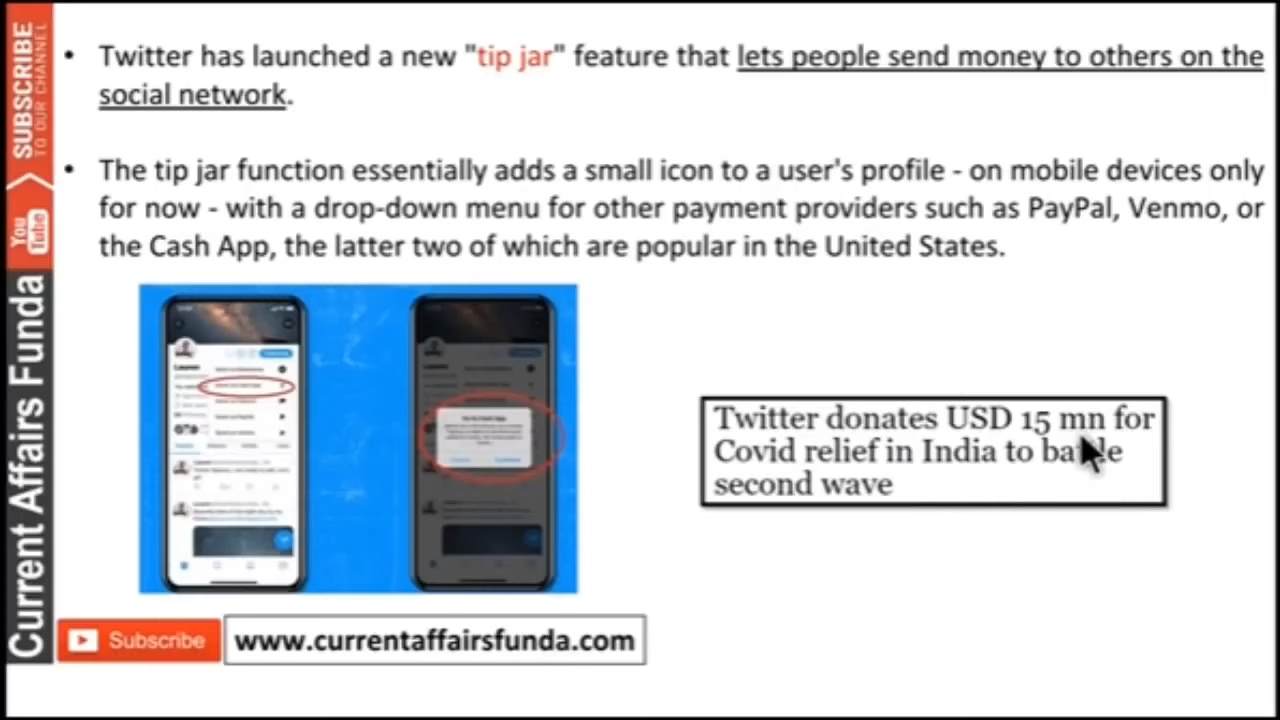 • Twitter has launched a new "tip jar" feature that lets people send money to others on the
social network.
• The tip jar function essentially adds a small icon to a user's profile - on mobile devices only
for now - with a drop-down menu for other payment providers such as PayPal, Venmo, or
the Cash App, the latter two of which are popular in the United States.
Twitter donates USD 15 mn for
Covid relief in India to battle
second wave
Subscribe
www.currentaffairsfunda.com
SUBSCRIBE
TO OUR CHANNEL
You
Tube
Current Affairs Funda